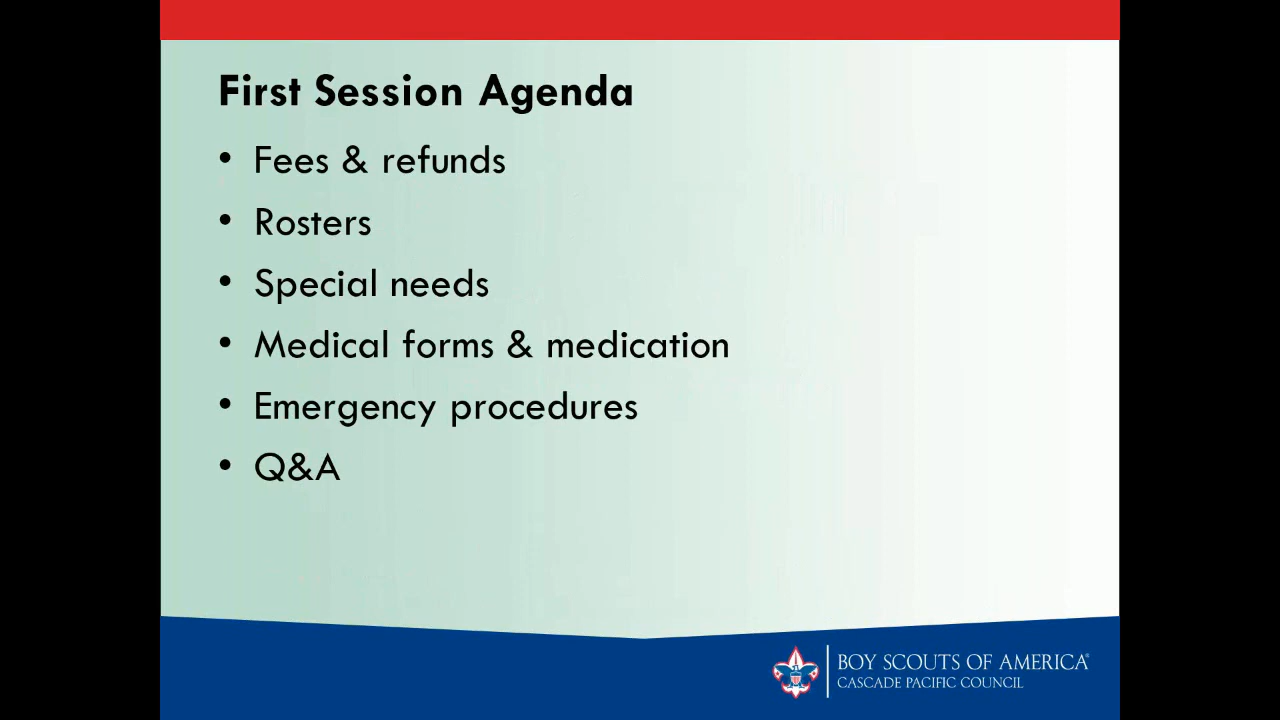 First Session Agenda
• Fees & refunds
• Rosters
• Special needs
• Medical forms & medication
• Emergency procedures
• Q&A
BOY SCOUTS OF AMERICA®
CASCADE PACIFIC COUNCIL